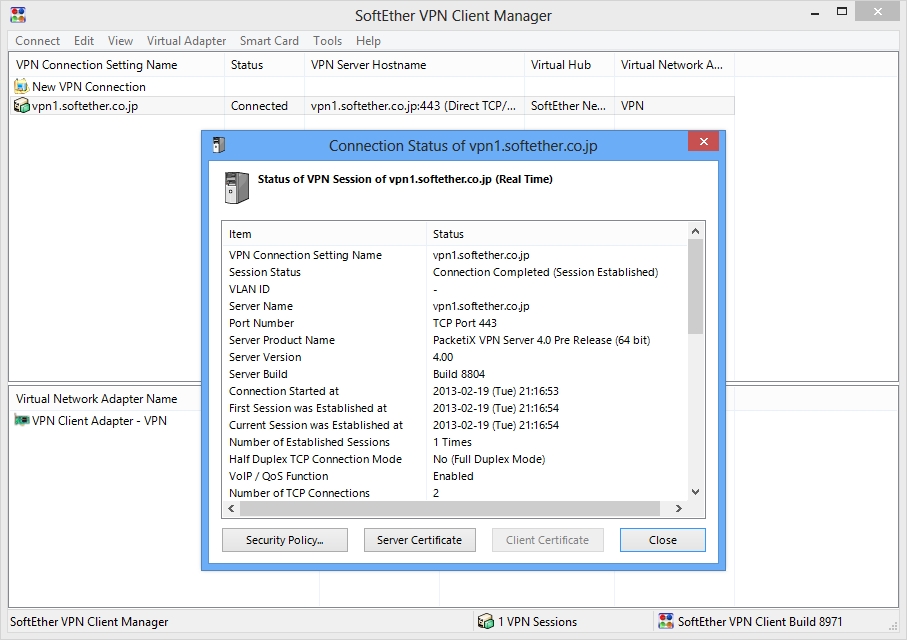 SoftEther VPN Client Manager
Connect Edit View Virtual Adapter Smart Card Tools Help
VPN Connection Setting Name Status VPN Server Hostname Virtual Hub Virtual Network A...
New VPN Connection
vpn1.softether.co.jp Connected vpn1.softether.co.jp:443 (Direct TCP/... SoftEther Ne... VPN
Connection Status of vpn1.softether.co.jp
Status of VPN Session of vpn1.softether.co.jp (Real Time)
Item Status
VPN Connection Setting Name vpn1.softether.co.jp
Session Status Connection Completed (Session Established)
VLAN ID -
Server Name vpn1.softether.co.jp
Port Number TCP Port 443
Server Product Name PacketiX VPN Server 4.0 Pre Release (64 bit)
Server Version 4.00
Server Build Build 8804
Connection Started at 2013-02-19 (Tue) 21:16:53
First Session was Established at 2013-02-19 (Tue) 21:16:54
Current Session was Established at 2013-02-19 (Tue) 21:16:54
Number of Established Sessions 1 Times
Half Duplex TCP Connection Mode No (Full Duplex Mode)
VoIP / QoS Function Enabled
Number of TCP Connections 2
Security Policy... Server Certificate Client Certificate Close
Virtual Network Adapter Name
VPN Client Adapter - VPN
SoftEther VPN Client Manager 1 VPN Sessions SoftEther VPN Client Build 8971